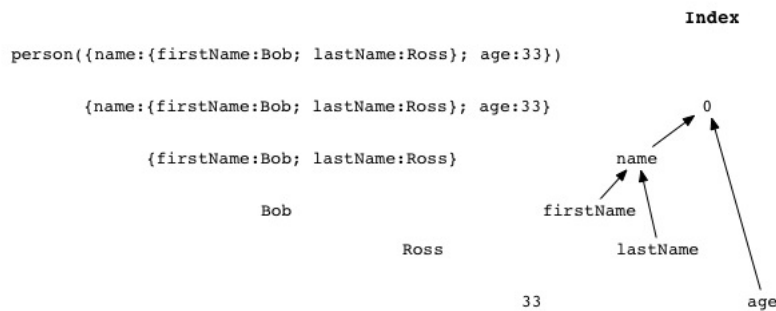 Index
person({name:{firstName:Bob; lastName:Ross}; age:33})
{name:{firstName:Bob; lastName:Ross}; age:33} 0
{firstName:Bob; lastName:Ross} name
Bob firstName
Ross lastName
33 age